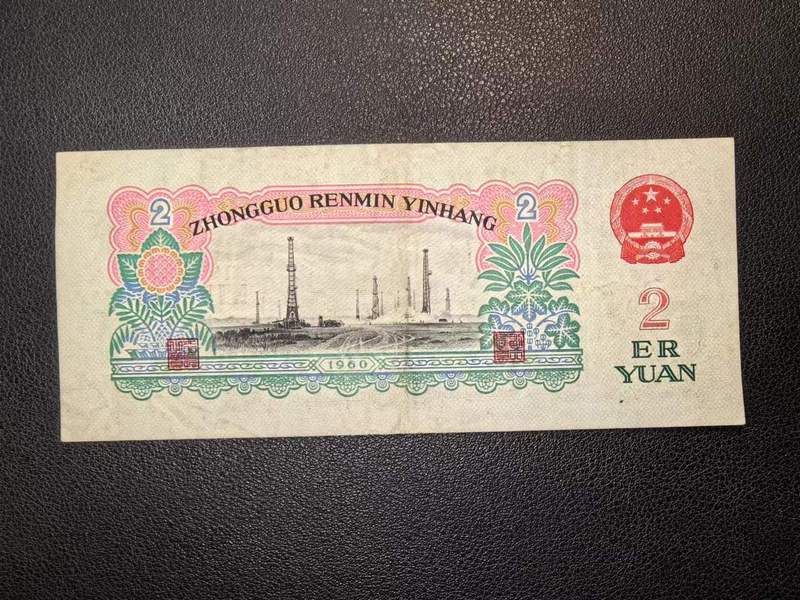 2
ZHONGGUO RENMIN YINHANG
2
1960
2
ER
YUAN